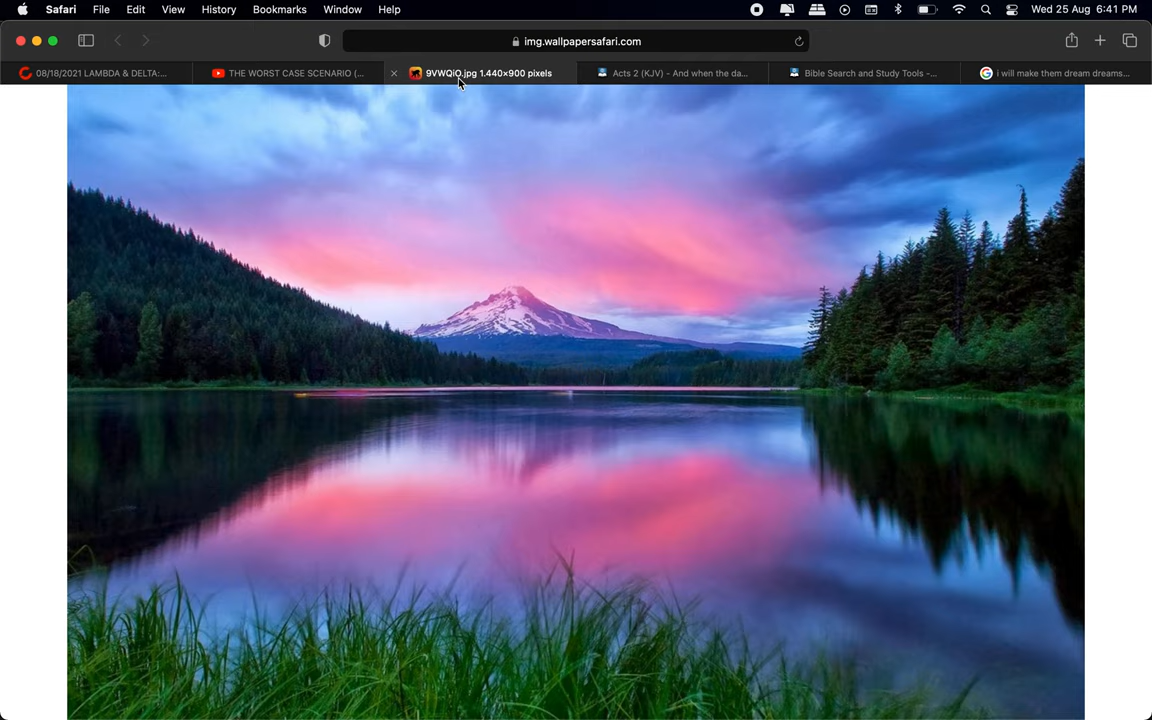 Safari File Edit View History Bookmarks Window Help Wed 25 Aug 6:41 PM
img.wallpapersafari.com
08/18/2021 LAMBDA & DELTA:... THE WORST CASE SCENARIO (... 9VWQiO.jpg 1.440×900 pixels Acts 2 (KJV) - And when the da... Bible Search and Study Tools -... i will make them dream dreams...